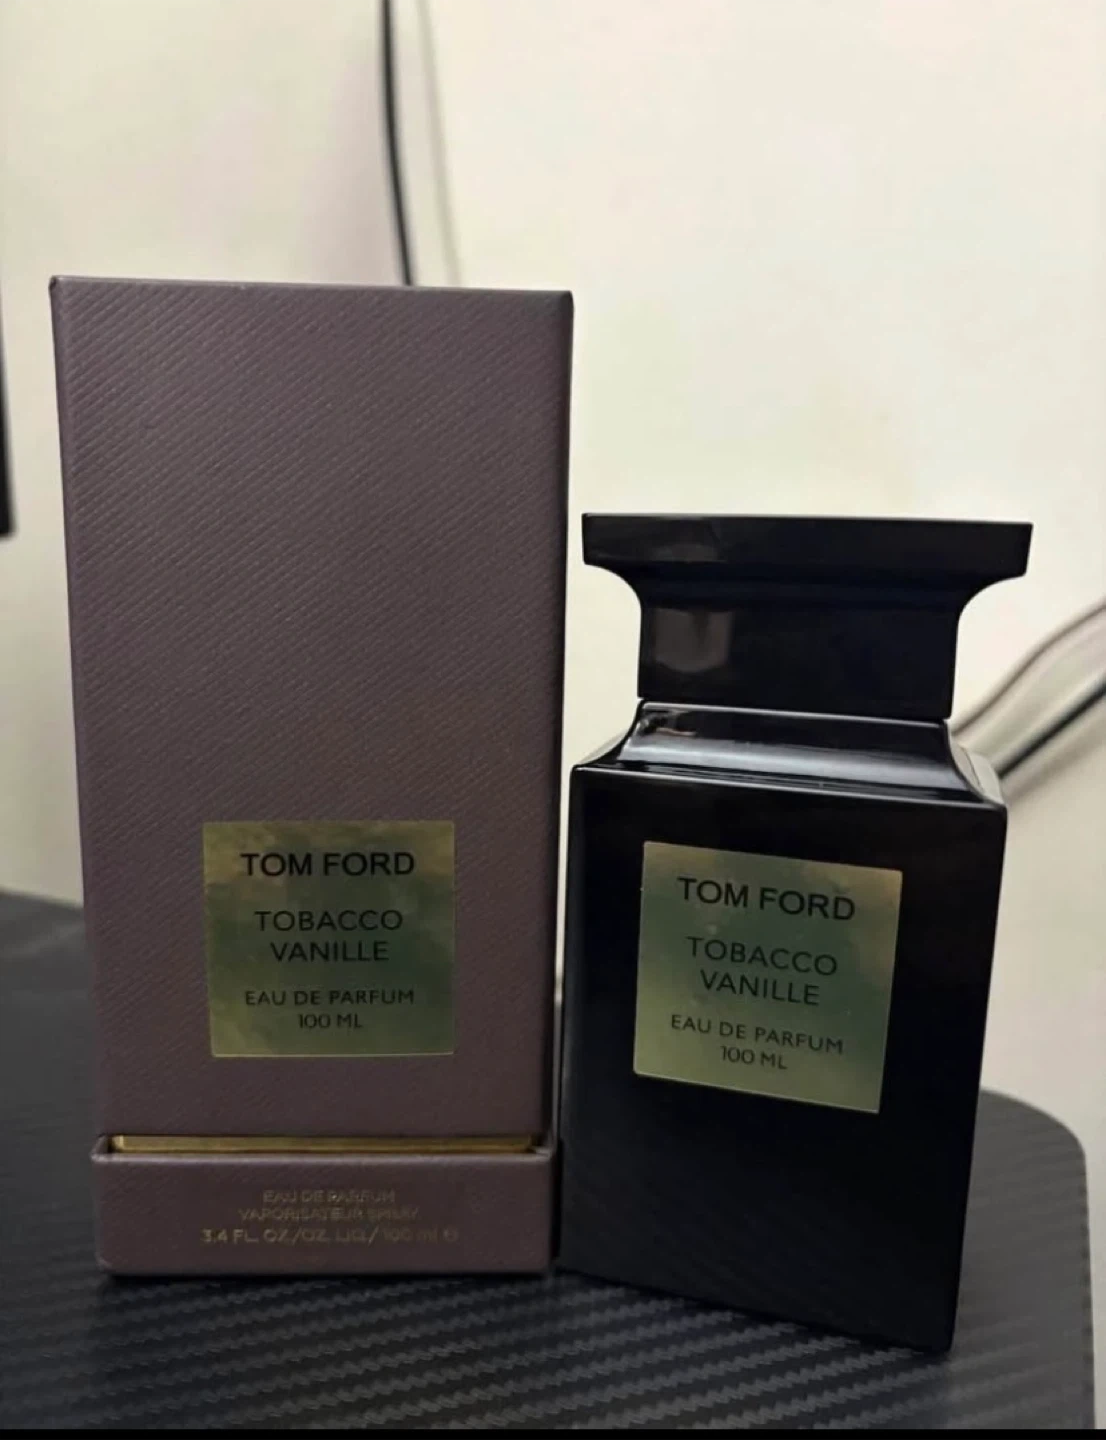 TOM FORD
TOBACCO
VANILLE
EAU DE PARFUM
100 ML
EAU DE PARFUM
VAPORISATEUR SPRAY
3.4 FL. OZ./OZ. LIQ./ 100 ml e
TOM FORD
TOBACCO
VANILLE
EAU DE PARFUM
100 ML